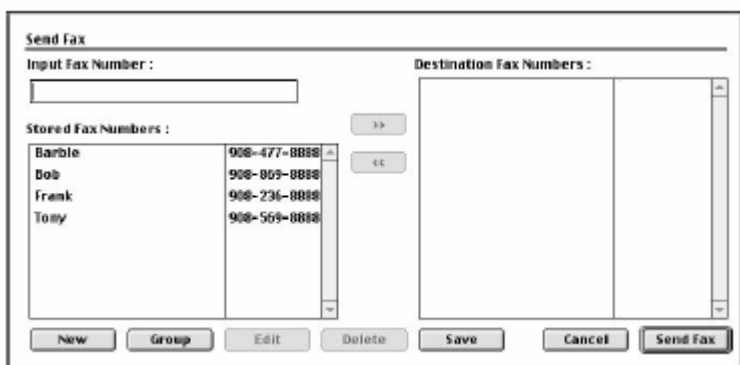 Send Fax
Input Fax Number :
Destination Fax Numbers :
>>
Stored Fax Numbers :
<<
Barbie 908-477-8888
Bob 908-869-8888
Frank 908-236-8888
Tony 908-569-8888
New Group Edit Delete Save Cancel Send Fax